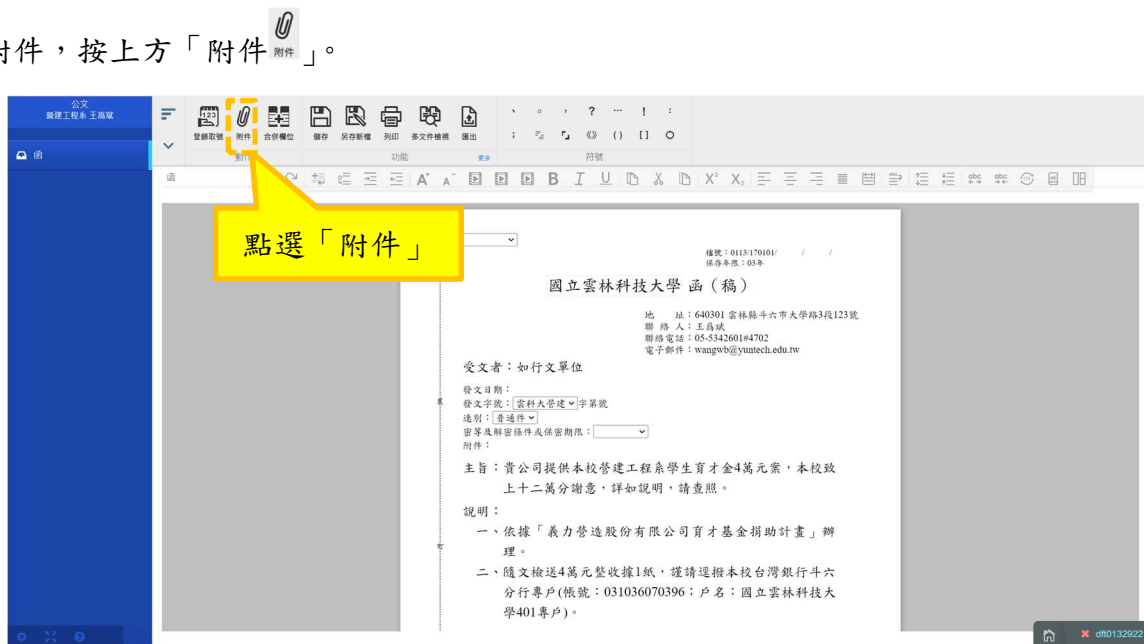 附件，按上方「附件 附件 」。
公文
營建工程系 王爲斌
函
123
登錄取號 附件 合併欄位 儲存 另存新檔 列印 多文件檢視 匯出
、 。 ， ? … ! :
; 《》 () [] ○
功能 更多 符號
函
點選「附件」
檔號：0113/170101/ / /
保存年限：03年
國立雲林科技大學 函（稿）
地 址：640301 雲林縣斗六市大學路3段123號
聯 絡 人：王爲斌
聯絡電話：05-5342601#4702
電子郵件：wangwb@yuntech.edu.tw
受文者：如行文單位
發文日期：
發文字號：雲科大營建 字第號
速別：普通件
密等及解密條件或保密期限：
附件：
主旨：貴公司提供本校營建工程系學生育才金4萬元案，本校致
上十二萬分謝意，詳如說明，請查照。
說明：
一、依據「義力營造股份有限公司育才基金捐助計畫」辦
理。
二、隨文檢送4萬元整收據1紙，謹請逕撥本校台灣銀行斗六
分行專戶(帳號：031036070396；戶名：國立雲林科技大
學401專戶)。
dft0132922